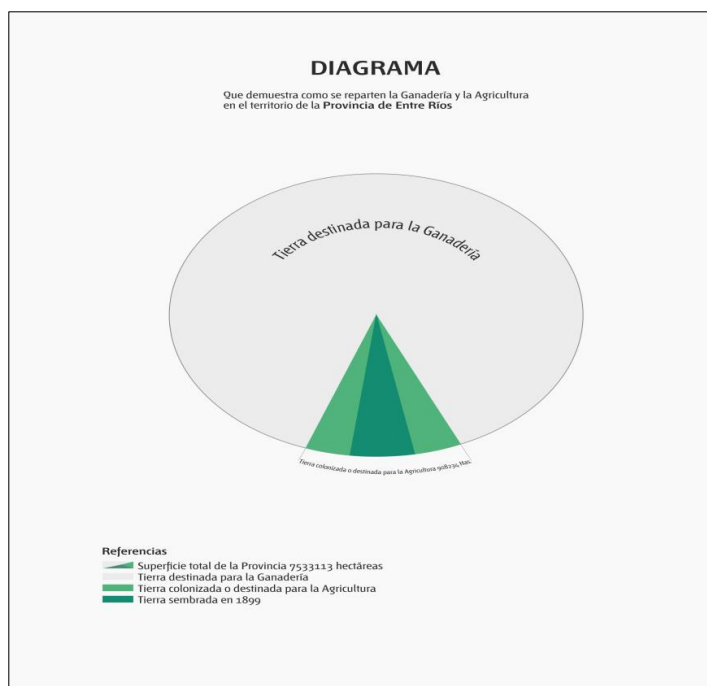 DIAGRAMA
Que demuestra como se reparten la Ganadería y la Agricultura
en el territorio de la Provincia de Entre Ríos
Tierra destinada para la Ganadería
Tierra colonizada o destinada para la Agricultura 908234 Has.
Referencias
Superficie total de la Provincia 7533113 hectáreas
Tierra destinada para la Ganadería
Tierra colonizada o destinada para la Agricultura
Tierra sembrada en 1899